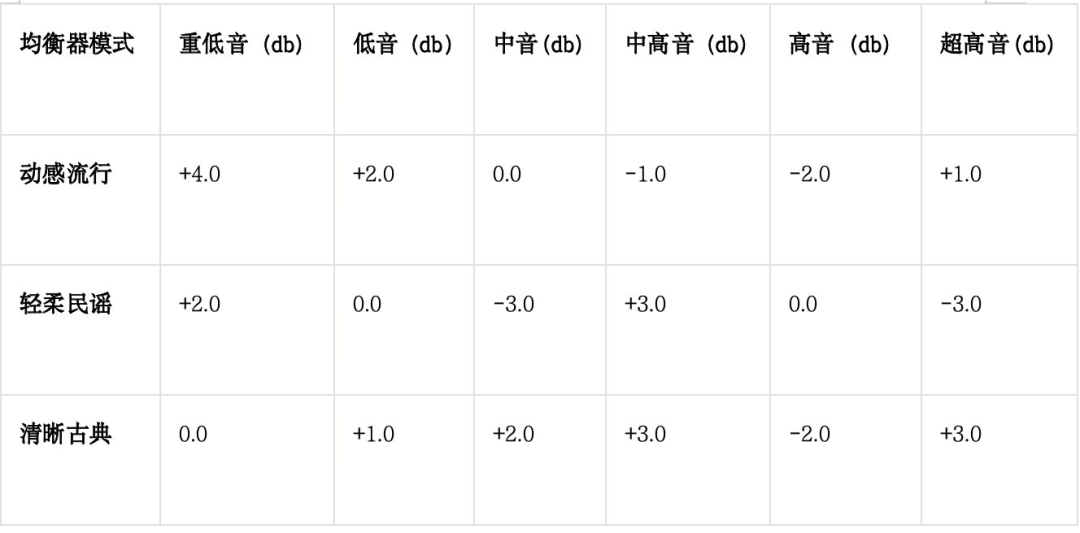 均衡器模式 重低音 (db) 低音 (db) 中音(db) 中高音 (db) 高音 (db) 超高音(db)
动感流行 +4.0 +2.0 0.0 -1.0 -2.0 +1.0
轻柔民谣 +2.0 0.0 -3.0 +3.0 0.0 -3.0
清晰古典 0.0 +1.0 +2.0 +3.0 -2.0 +3.0